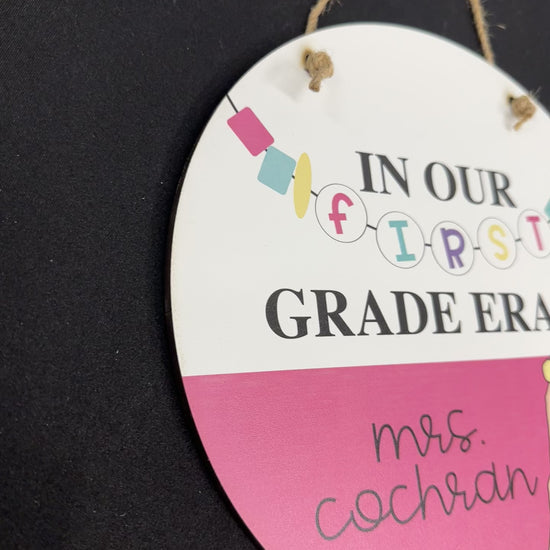 IN OUR
fIRST
GRADE ERA
mrs.
cochran